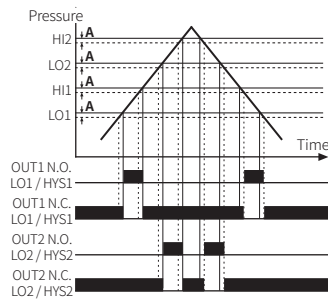 Pressure
A
HI2
A
LO2
A
HI1
A
LO1
Time
OUT1 N.O.
LO1 / HYS1
OUT1 N.C.
LO1 / HYS1
OUT2 N.O.
LO2 / HYS2
OUT2 N.C.
LO2 / HYS2